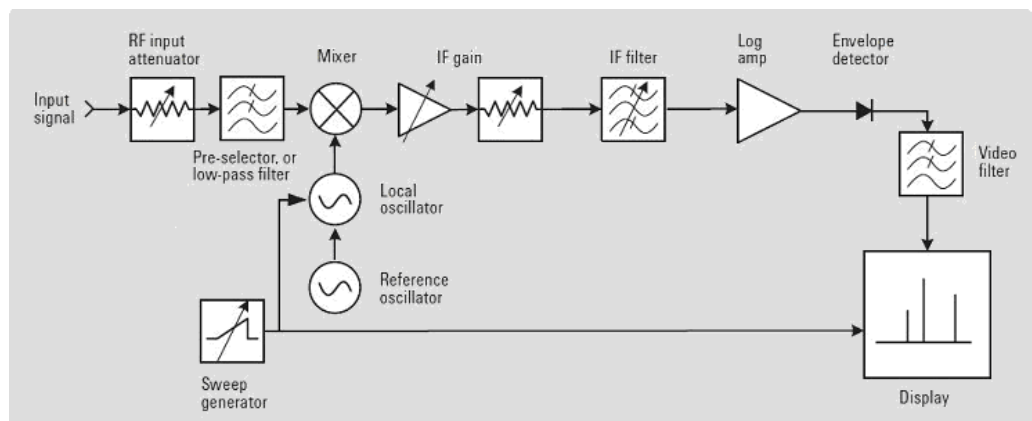 RF input
attenuator
Mixer
IF gain
IF filter
Log
amp
Envelope
detector
Input
signal
Pre-selector, or
low-pass filter
Video
filter
Local
oscillator
Reference
oscillator
Sweep
generator
Display